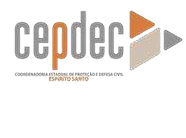 cepdec
COORDENADORIA ESTADUAL DE PROTEÇÃO E DEFESA CIVIL
ESPÍRITO SANTO